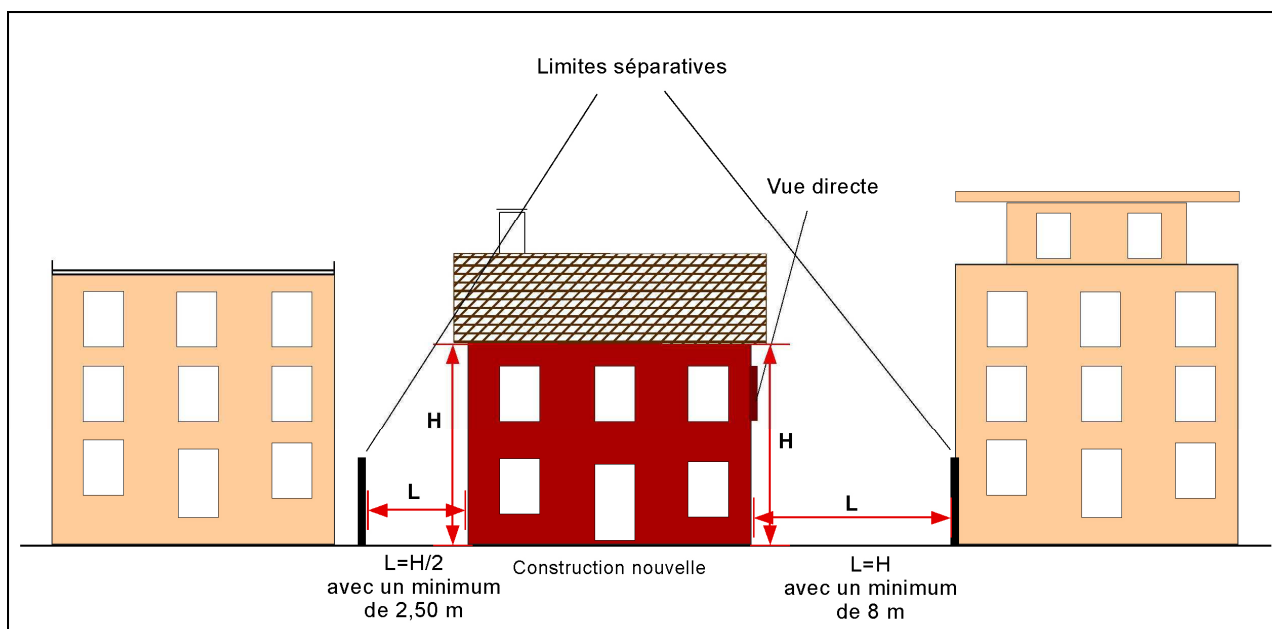 Limites séparatives
Vue directe
H
H
L
L
L=H/2
avec un minimum
de 2,50 m
Construction nouvelle
L=H
avec un minimum
de 8 m